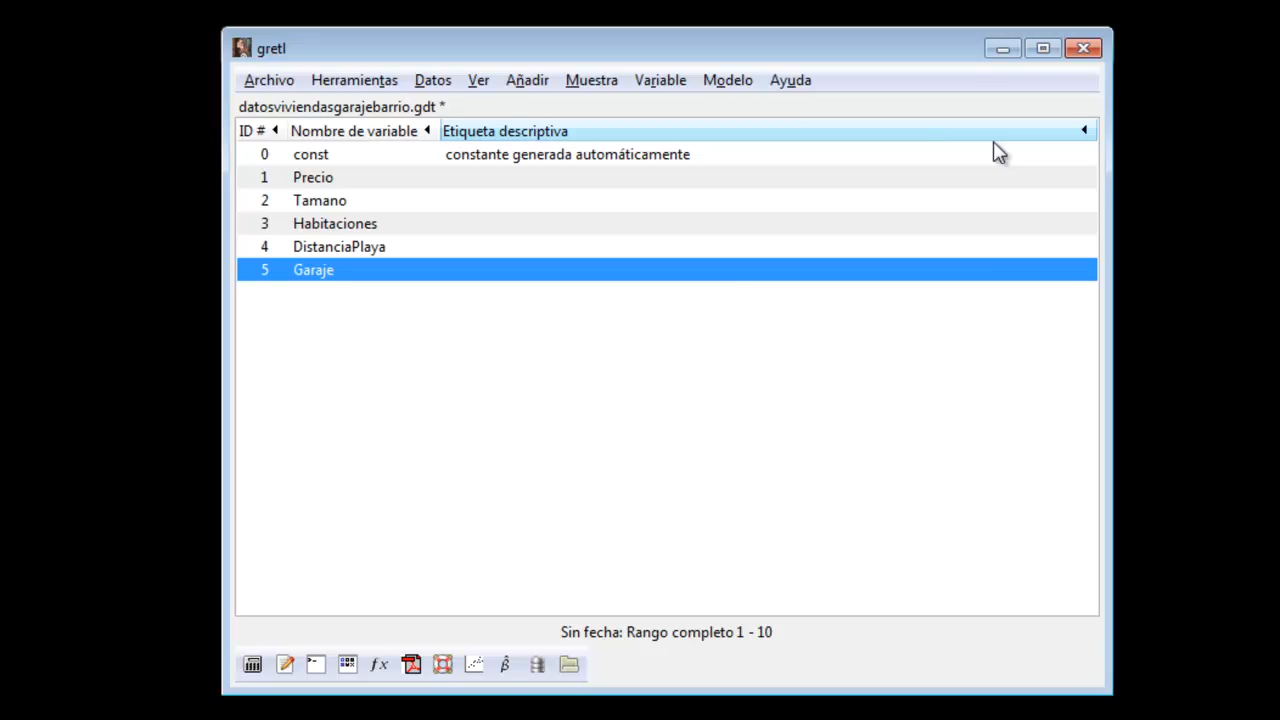 gretl
Archivo Herramientas Datos Ver Añadir Muestra Variable Modelo Ayuda
datosviviendasgarajebarrio.gdt *
ID # Nombre de variable Etiqueta descriptiva
0 const constante generada automáticamente
1 Precio
2 Tamano
3 Habitaciones
4 DistanciaPlaya
5 Garaje
Sin fecha: Rango completo 1 - 10
fx β̂